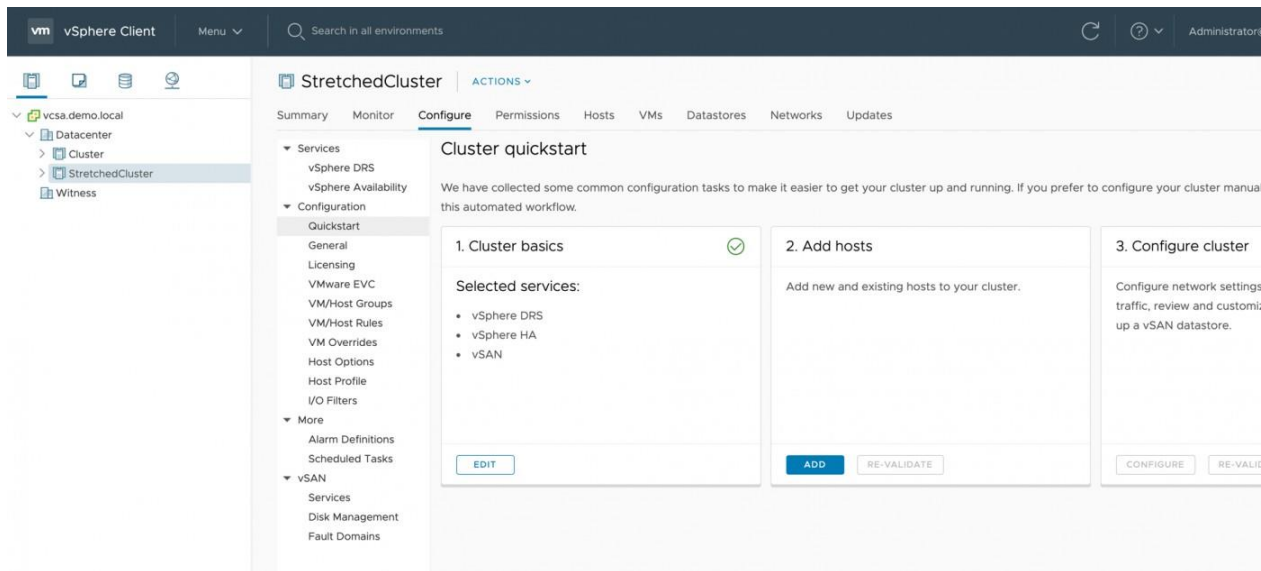 vm vSphere Client Menu Search in all environments Administrator@
StretchedCluster ACTIONS
vcsa.demo.local
Datacenter
Cluster
StretchedCluster
Witness
Summary Monitor Configure Permissions Hosts VMs Datastores Networks Updates
Services
vSphere DRS
vSphere Availability
Configuration
Quickstart
General
Licensing
VMware EVC
VM/Host Groups
VM/Host Rules
VM Overrides
Host Options
Host Profile
I/O Filters
More
Alarm Definitions
Scheduled Tasks
vSAN
Services
Disk Management
Fault Domains
Cluster quickstart
We have collected some common configuration tasks to make it easier to get your cluster up and running. If you prefer to configure your cluster manual
this automated workflow.
1. Cluster basics
Selected services:
• vSphere DRS
• vSphere HA
• vSAN
EDIT
2. Add hosts
Add new and existing hosts to your cluster.
ADD RE-VALIDATE
3. Configure cluster
Configure network settings
traffic, review and customiz
up a vSAN datastore.
CONFIGURE RE-VALID